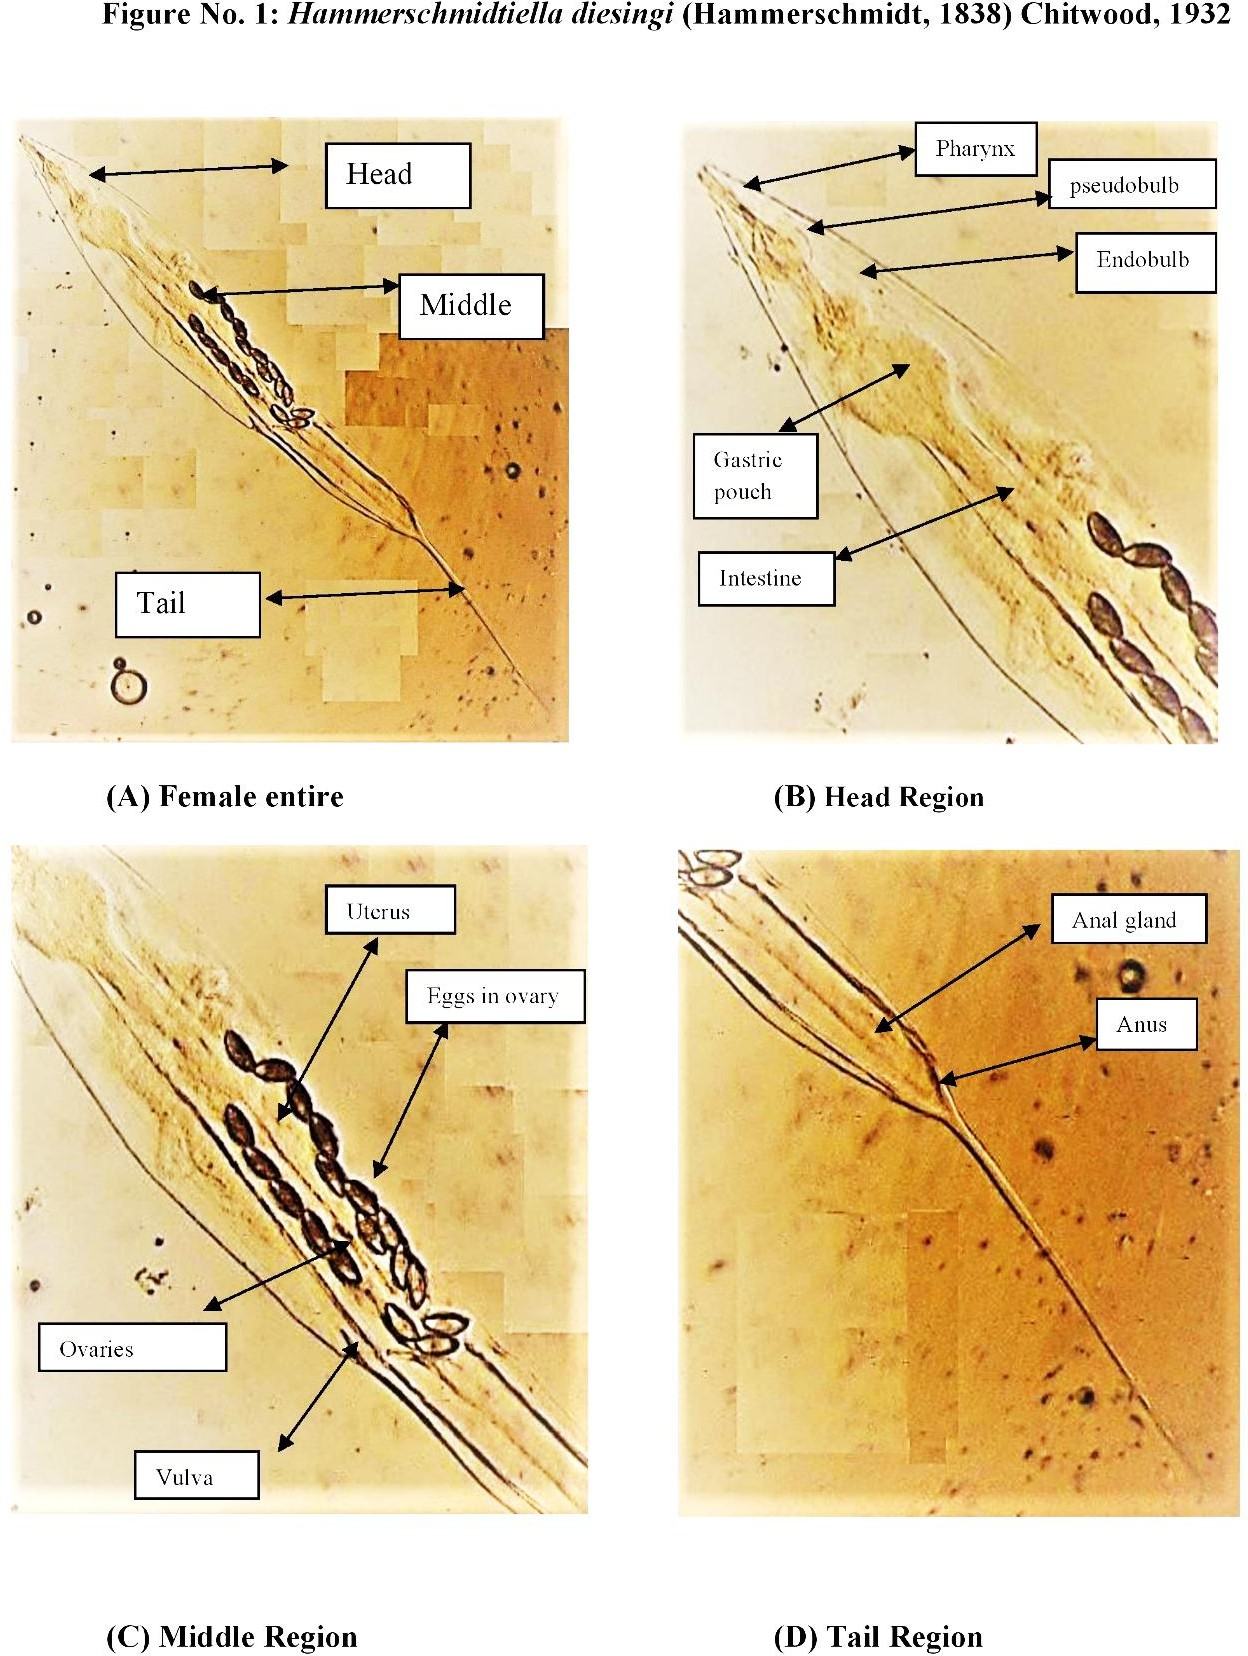 Figure No. 1: Hammerschmidtiella diesingi (Hammerschmidt, 1838) Chitwood, 1932
Head
Middle
Tail
(A) Female entire
Pharynx
pseudobulb
Endobulb
Gastric
pouch
Intestine
(B) Head Region
Uterus
Eggs in ovary
Ovaries
Vulva
(C) Middle Region
Anal gland
Anus
(D) Tail Region